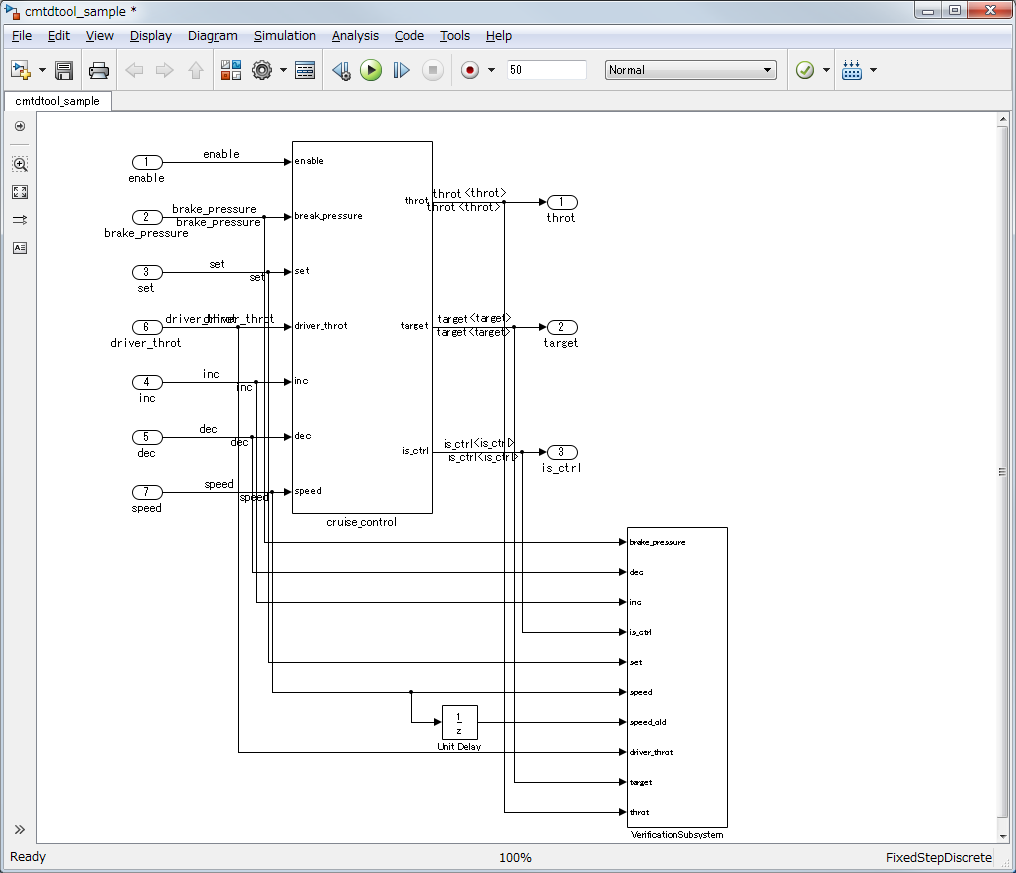 cmtdtool_sample *
File Edit View Display Diagram Simulation Analysis Code Tools Help
50 Normal
cmtdtool_sample
1 enable enable
enable
throt throt <throt> 1
throt <throt> throt
2 brake_pressure break_pressure
brake_pressure
brake_pressure
3 set set
set
set
6 driver_throt driver_throt driver_throt
driver_throt
target target <target> 2
target <target> target
4 inc inc
inc
inc
5 dec dec
dec
dec
is_ctrl is_ctrl <is_ctrl> 3
is_ctrl <is_ctrl> is_ctrl
7 speed speed
speed
speed
cruise_control
brake_pressure
dec
inc
is_ctrl
set
speed
1
z
speed_old
Unit Delay
driver_throt
target
throt
VerificationSubsystem
Ready 100% FixedStepDiscrete